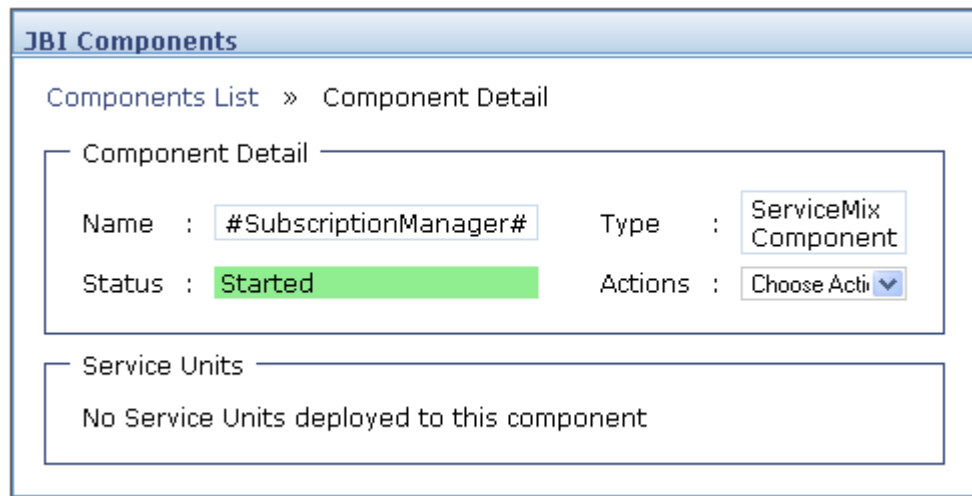 JBI Components
Components List » Component Detail
Component Detail
Name : #SubscriptionManager# Type : ServiceMix
Component
Status : Started Actions : Choose Acti
Service Units
No Service Units deployed to this component